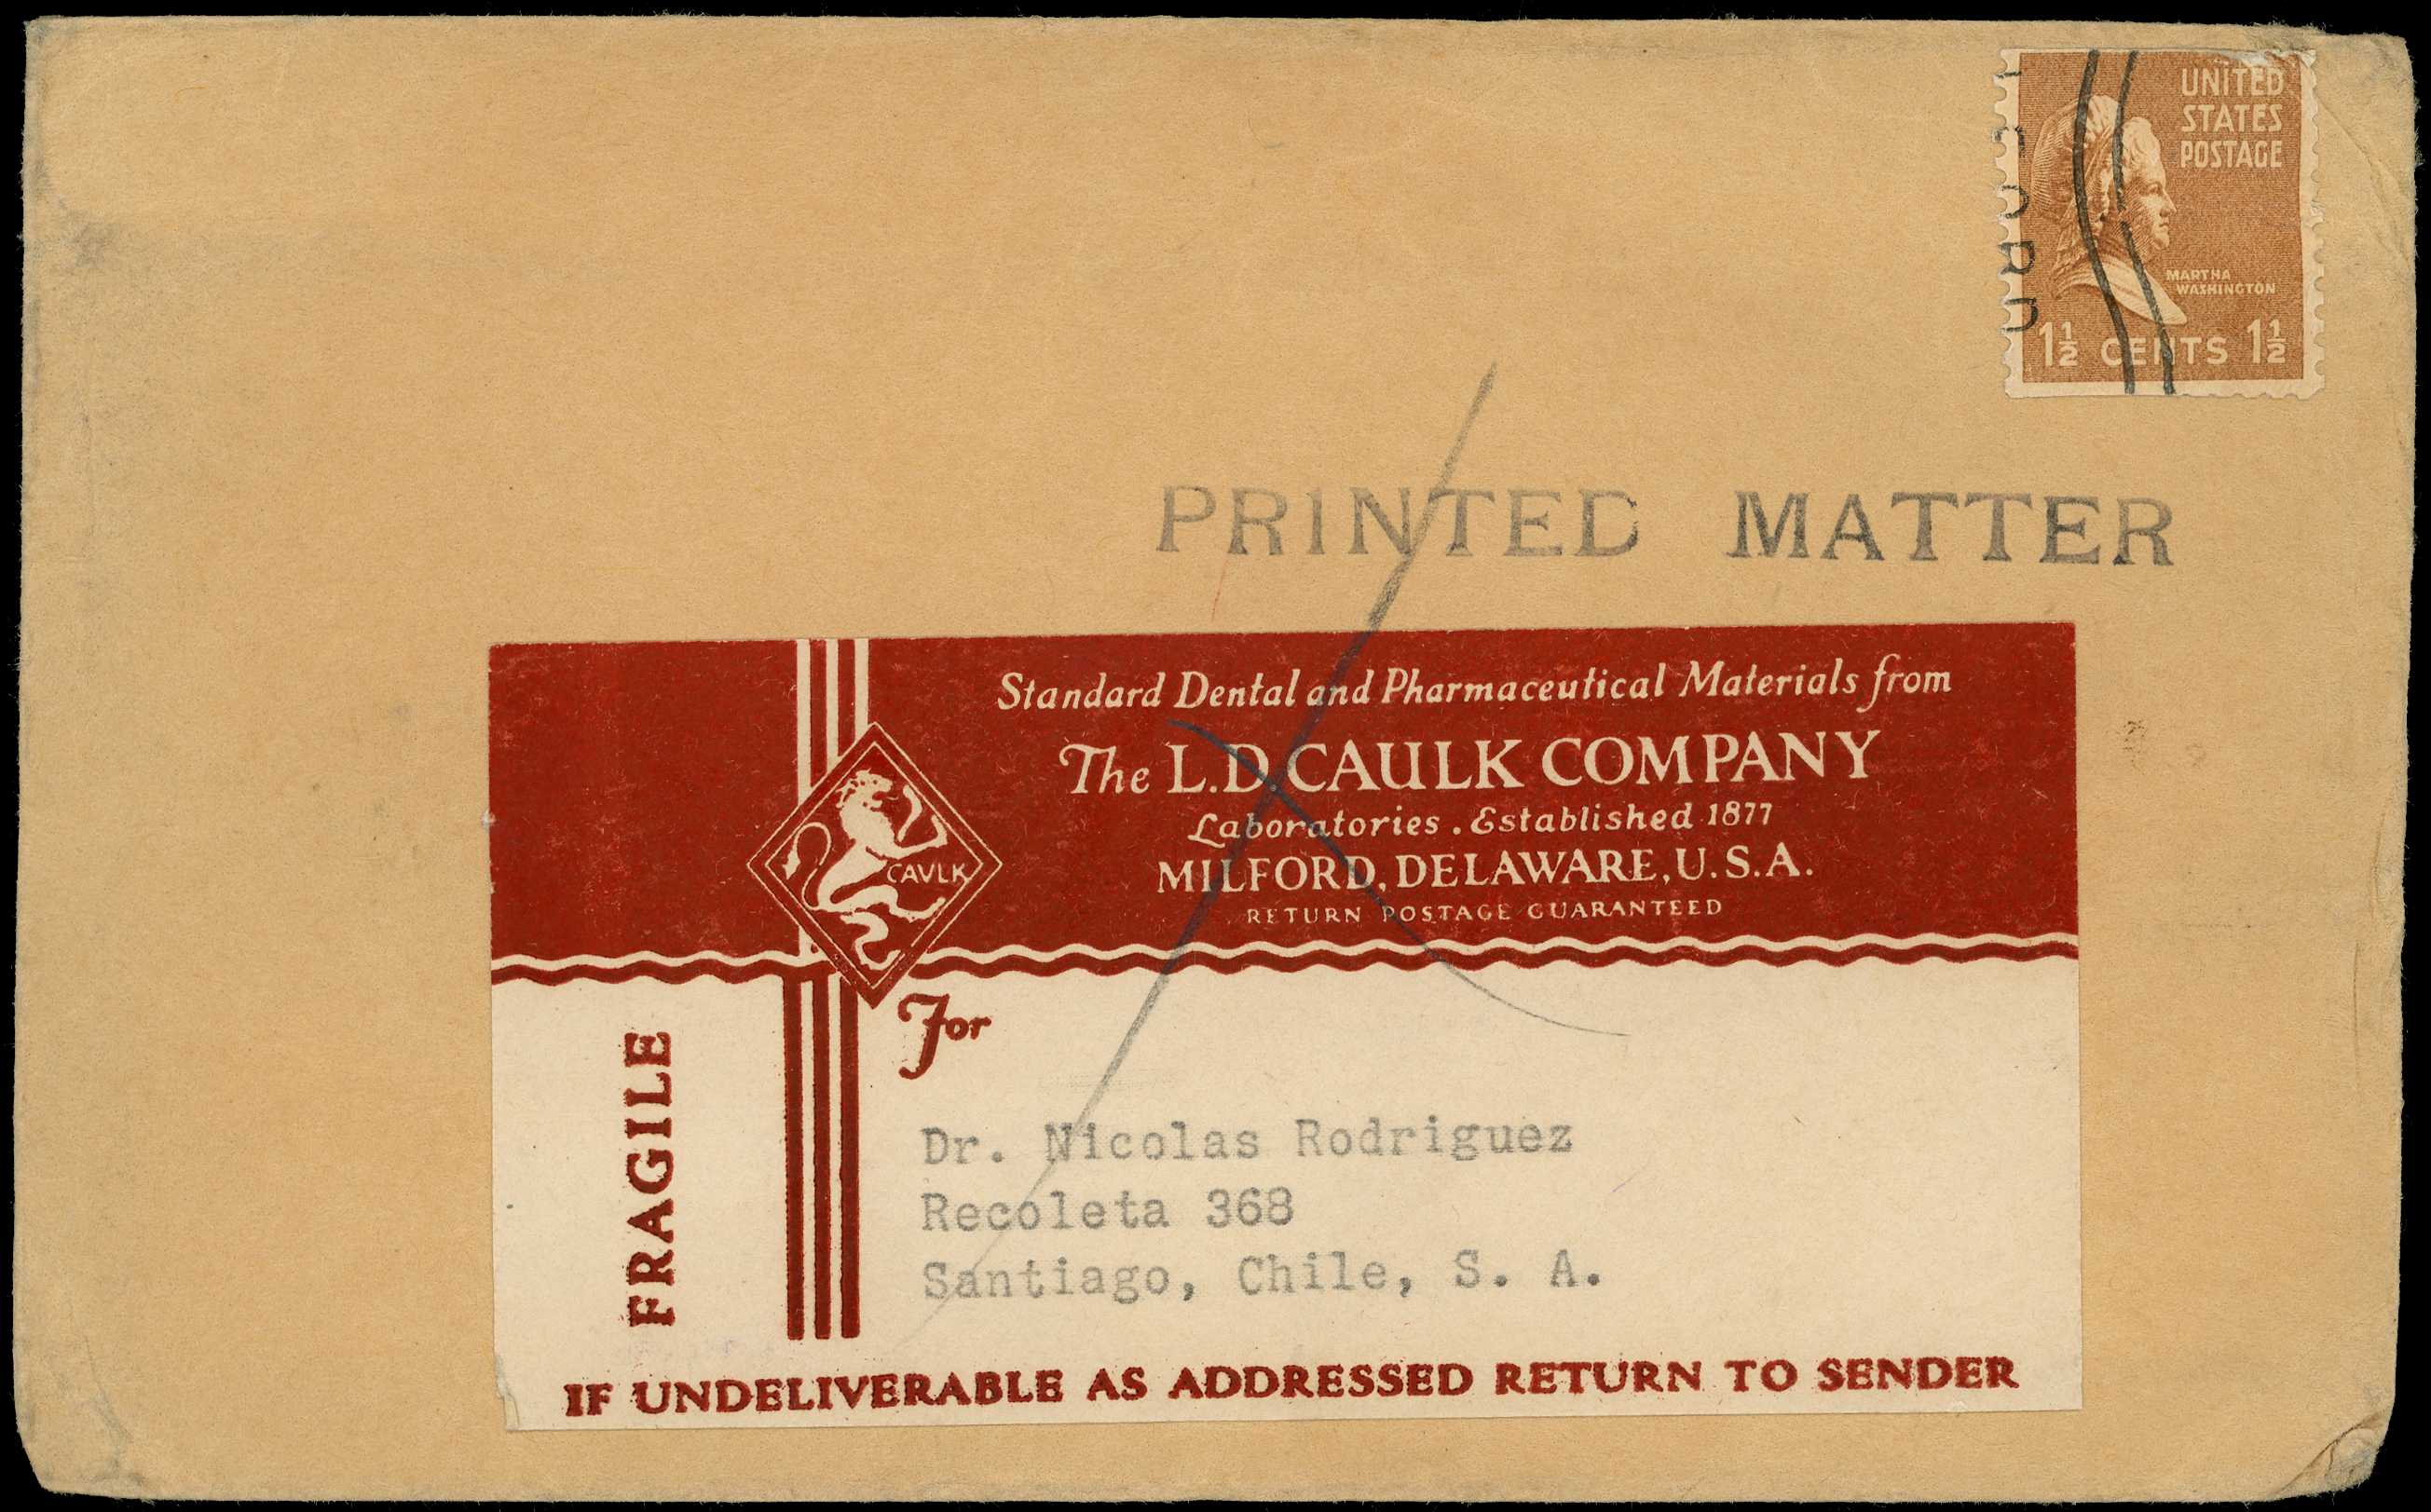 UNITED
STATES
POSTAGE
MARTHA
WASHINGTON
1½ CENTS 1½
PRINTED MATTER
Standard Dental and Pharmaceutical Materials from
The L.D. CAULK COMPANY
Laboratories . Established 1877
MILFORD, DELAWARE, U.S.A.
RETURN POSTAGE GUARANTEED
CAVLK
For
FRAGILE
Dr. Nicolas Rodriguez
Recoleta 368
Santiago, Chile, S. A.
IF UNDELIVERABLE AS ADDRESSED RETURN TO SENDER